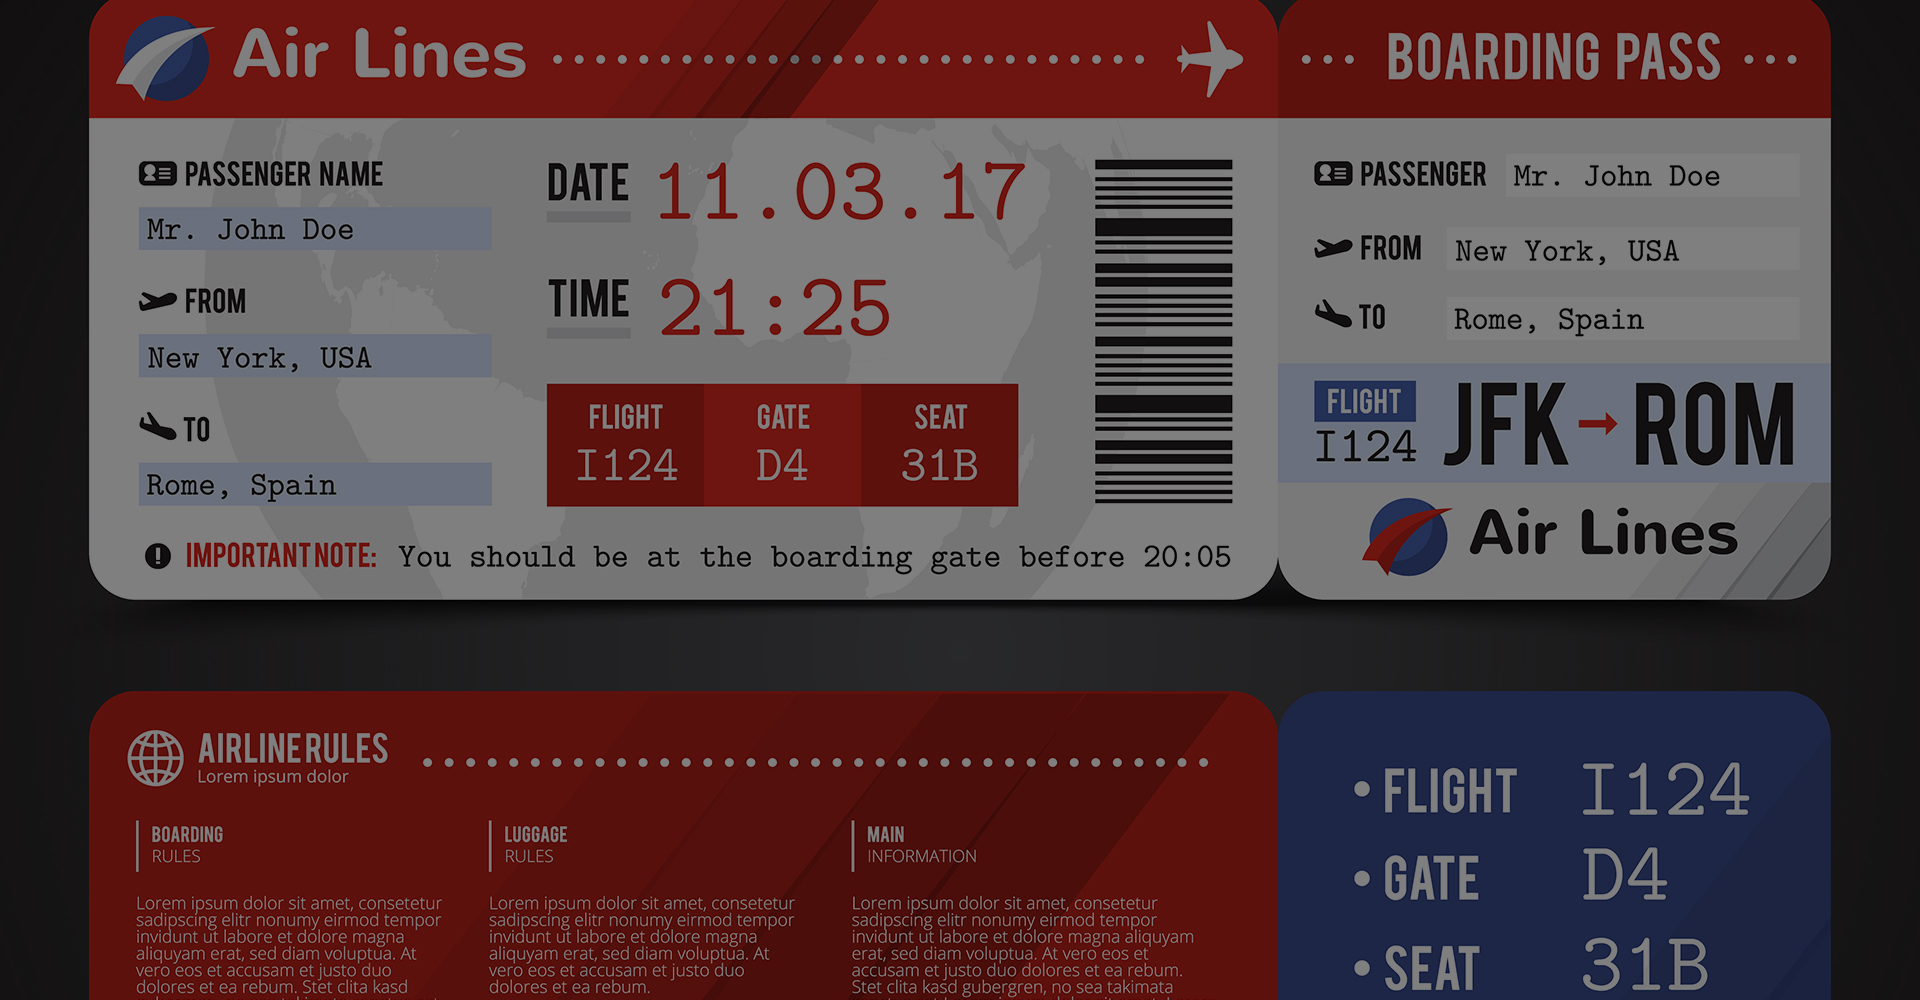 Air Lines
BOARDING PASS
PASSENGER NAME
Mr. John Doe
FROM
New York, USA
TO
Rome, Spain
DATE 11.03.17
TIME 21:25
FLIGHT GATE SEAT
I124 D4 31B
IMPORTANT NOTE: You should be at the boarding gate before 20:05
PASSENGER Mr. John Doe
FROM New York, USA
TO Rome, Spain
FLIGHT
I124
JFK → ROM
Air Lines
AIRLINE RULES
Lorem ipsum dolor
BOARDING
RULES
Lorem ipsum dolor sit amet, consetetur
sadipscing elitr nonumy eirmod tempor
invidunt ut labore et dolore magna
aliquyam erat, sed diam voluptua. At
vero eos et accusam et justo duo
dolores et ea rebum. Stet clita kasd
LUGGAGE
RULES
Lorem ipsum dolor sit amet, consetetur
sadipscing elitr nonumy eirmod tempor
invidunt ut labore et dolore magna
aliquyam erat, sed diam voluptua. At
vero eos et accusam et justo duo
dolores et ea rebum.
MAIN
INFORMATION
Lorem ipsum dolor sit amet, consetetur
sadipscing elitr nonumy eirmod tempor
invidunt ut labore et dolore magna aliquyam
erat, sed diam voluptua. At vero eos et
accusam et justo duo dolores et ea rebum.
Stet clita kasd gubergren, no sea takimata
• FLIGHT I124
• GATE D4
• SEAT 31B